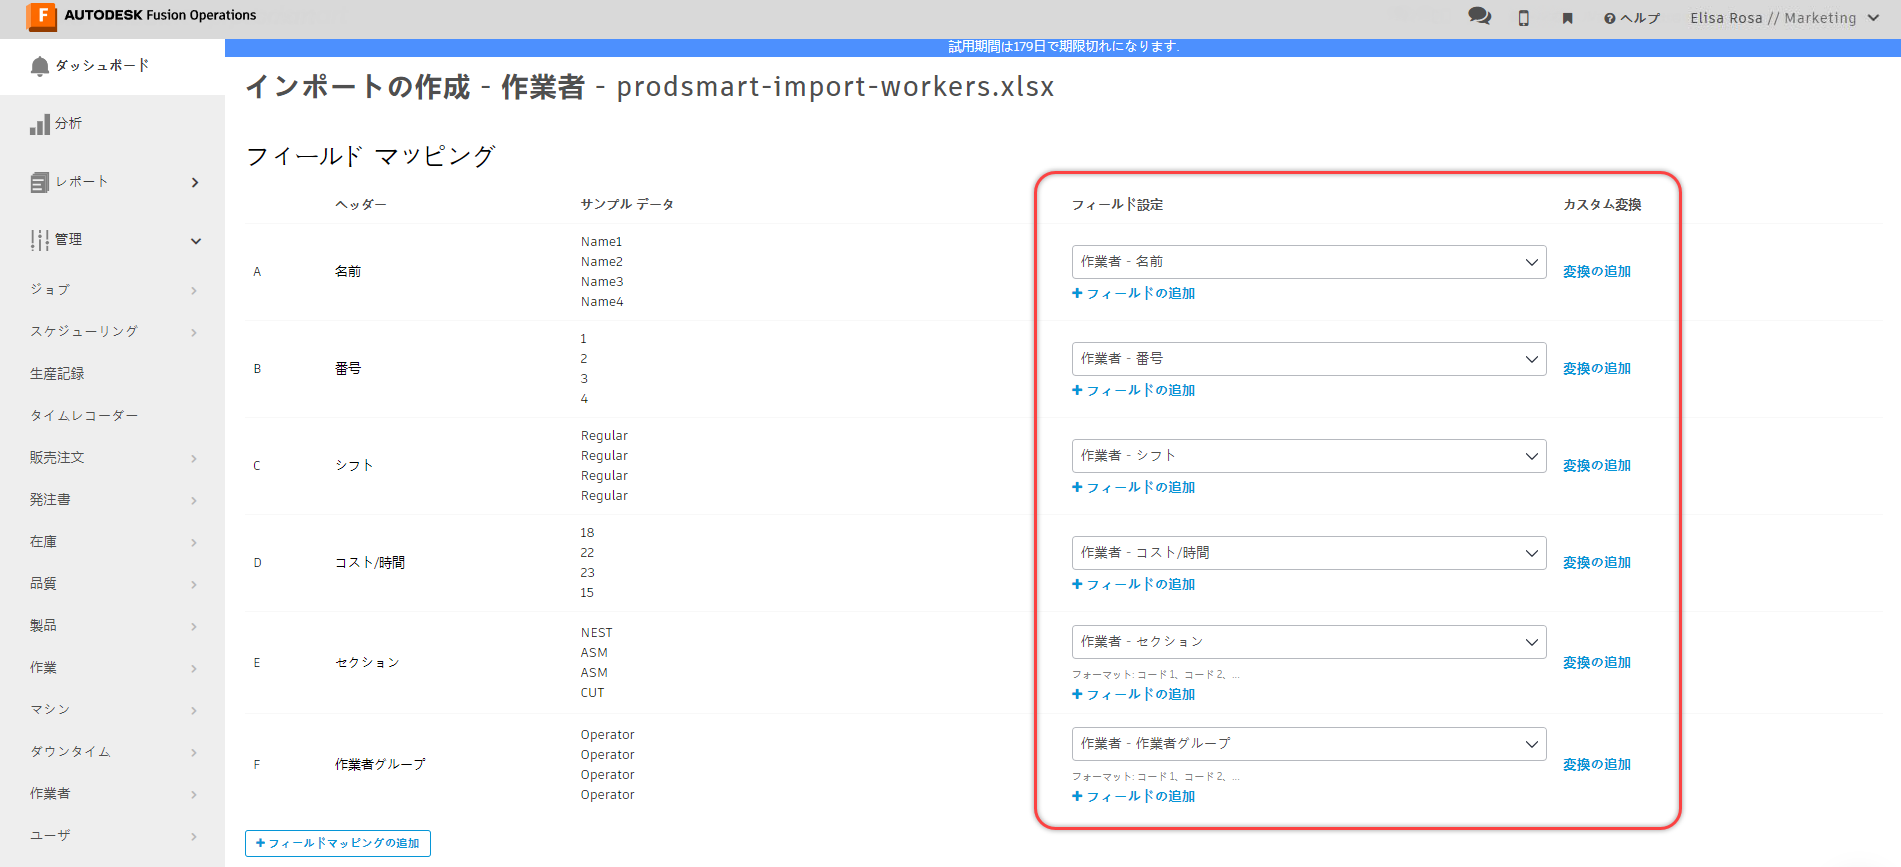 AUTODESK Fusion Operations
ヘルプ
Elisa Rosa // Marketing
試用期間は179日で期限切れになります.
ダッシュボード
分析
レポート
管理
ジョブ
スケジューリング
生産記録
タイムレコーダー
販売注文
発注書
在庫
品質
製品
作業
マシン
ダウンタイム
作業者
ユーザ
インポートの作成 - 作業者 - prodsmart-import-workers.xlsx
フィールド マッピング
ヘッダー サンプル データ フィールド設定 カスタム変換
A
名前
Name1
Name2
Name3
Name4
作業者 - 名前
+ フィールドの追加
変換の追加
B
番号
1
2
3
4
作業者 - 番号
+ フィールドの追加
変換の追加
C
シフト
Regular
Regular
Regular
Regular
作業者 - シフト
+ フィールドの追加
変換の追加
D
コスト/時間
18
22
23
15
作業者 - コスト/時間
+ フィールドの追加
変換の追加
E
セクション
NEST
ASM
ASM
CUT
作業者 - セクション
フォーマット: コード 1、コード 2、...
+ フィールドの追加
変換の追加
F
作業者グループ
Operator
Operator
Operator
Operator
作業者 - 作業者グループ
フォーマット: コード 1、コード 2、...
+ フィールドの追加
変換の追加
+ フィールドマッピングの追加